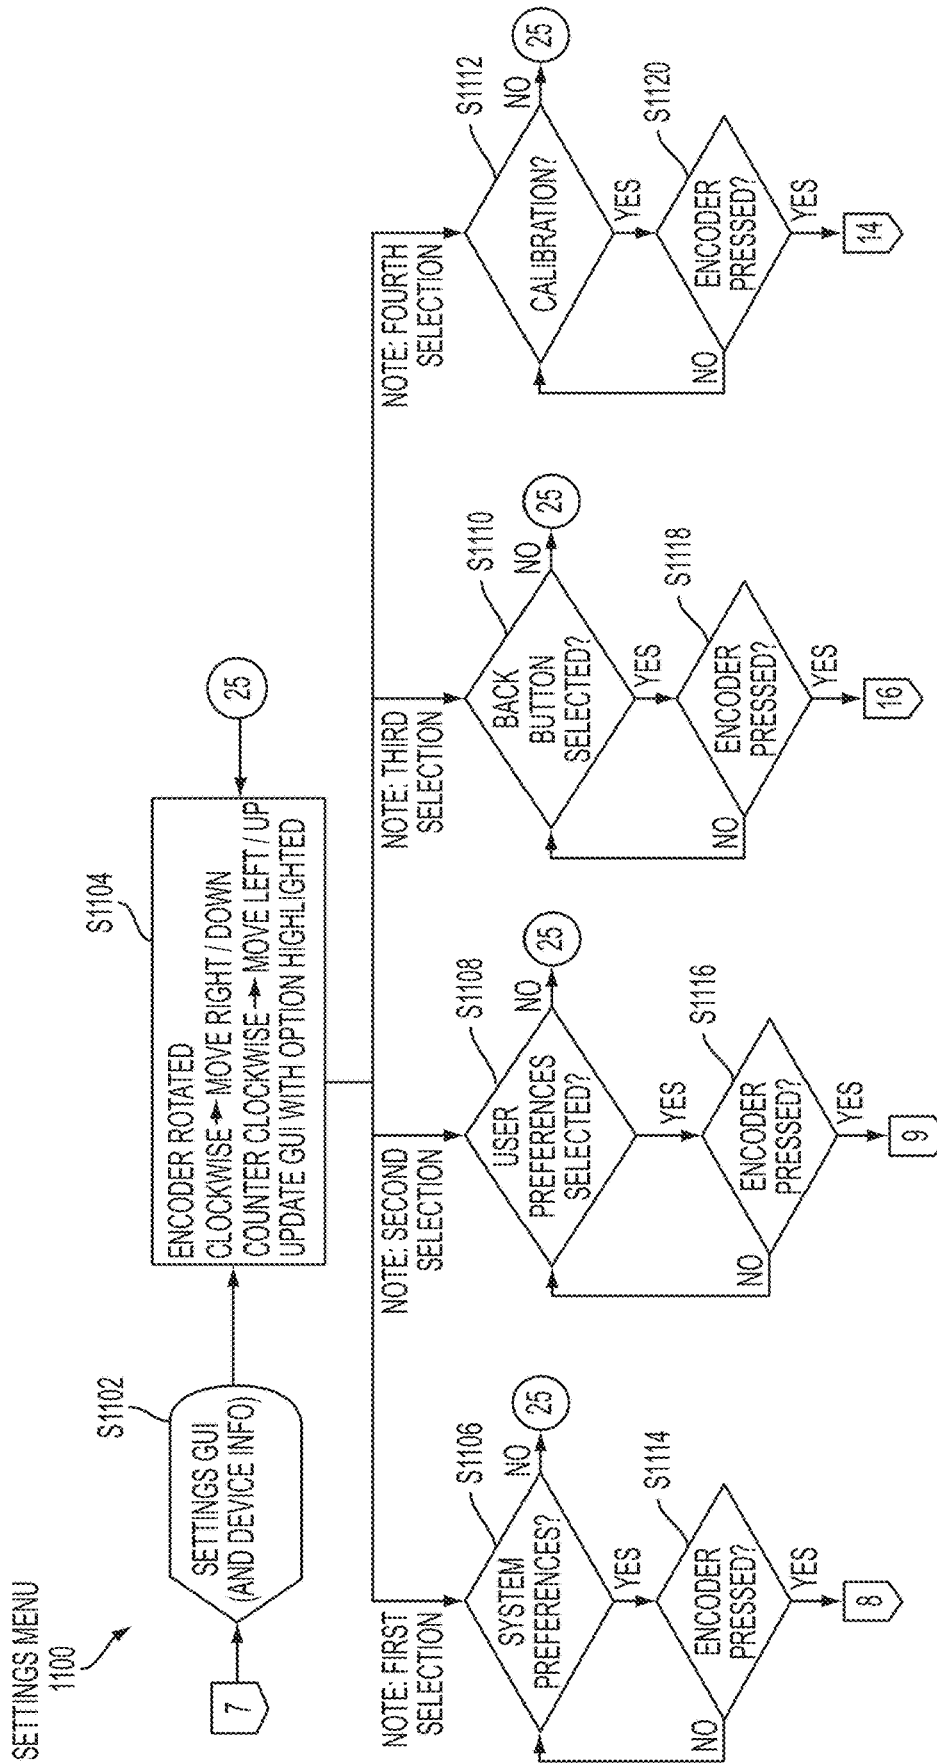 SETTINGS MENU
1100
7
SETTINGS GUI
(AND DEVICE INFO)
S1102
ENCODER ROTATED
CLOCKWISE → MOVE RIGHT / DOWN
COUNTER CLOCKWISE → MOVE LEFT / UP
UPDATE GUI WITH OPTION HIGHLIGHTED
S1104
25
NOTE: FIRST
SELECTION
SYSTEM
PREFERENCES?
S1106
NO
25
YES
ENCODER
PRESSED?
S1114
NO
YES
8
NOTE: SECOND
SELECTION
USER
PREFERENCES
SELECTED?
S1108
NO
25
YES
ENCODER
PRESSED?
S1116
NO
YES
9
NOTE: THIRD
SELECTION
BACK
BUTTON
SELECTED?
S1110
NO
25
YES
ENCODER
PRESSED?
S1118
NO
YES
16
NOTE: FOURTH
SELECTION
CALIBRATION?
S1112
NO
25
YES
ENCODER
PRESSED?
S1120
NO
YES
14